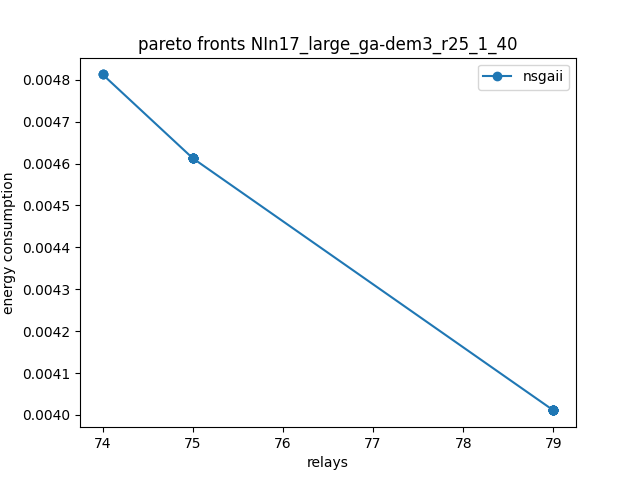 pareto fronts NIn17_large_ga-dem3_r25_1_40
nsgaii
energy consumption
0.0048
0.0047
0.0046
0.0045
0.0044
0.0043
0.0042
0.0041
0.0040
74 75 76 77 78 79
relays